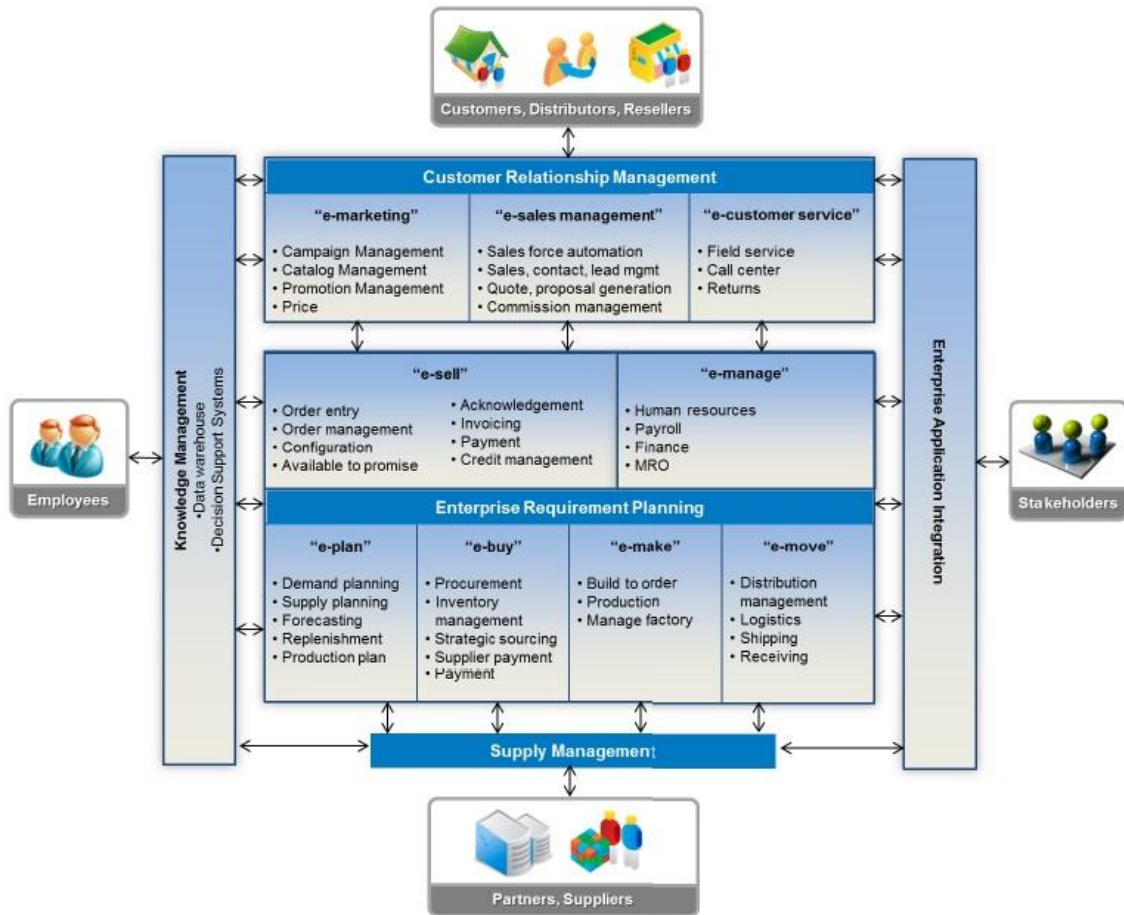 Customers, Distributors, Resellers
Customer Relationship Management
“e-marketing”
• Campaign Management
• Catalog Management
• Promotion Management
• Price
“e-sales management”
• Sales force automation
• Sales, contact, lead mgmt
• Quote, proposal generation
• Commission management
“e-customer service”
• Field service
• Call center
• Returns
Knowledge Management
•Data warehouse
•Decision Support Systems
Employees
“e-sell”
• Order entry
• Order management
• Configuration
• Available to promise
• Acknowledgement
• Invoicing
• Payment
• Credit management
“e-manage”
• Human resources
• Payroll
• Finance
• MRO
Enterprise Application Integration
Stakeholders
Enterprise Requirement Planning
“e-plan”
• Demand planning
• Supply planning
• Forecasting
• Replenishment
• Production plan
“e-buy”
• Procurement
• Inventory
management
• Strategic sourcing
• Supplier payment
• Payment
“e-make”
• Build to order
• Production
• Manage factory
“e-move”
• Distribution
management
• Logistics
• Shipping
• Receiving
Supply Management
Partners, Suppliers